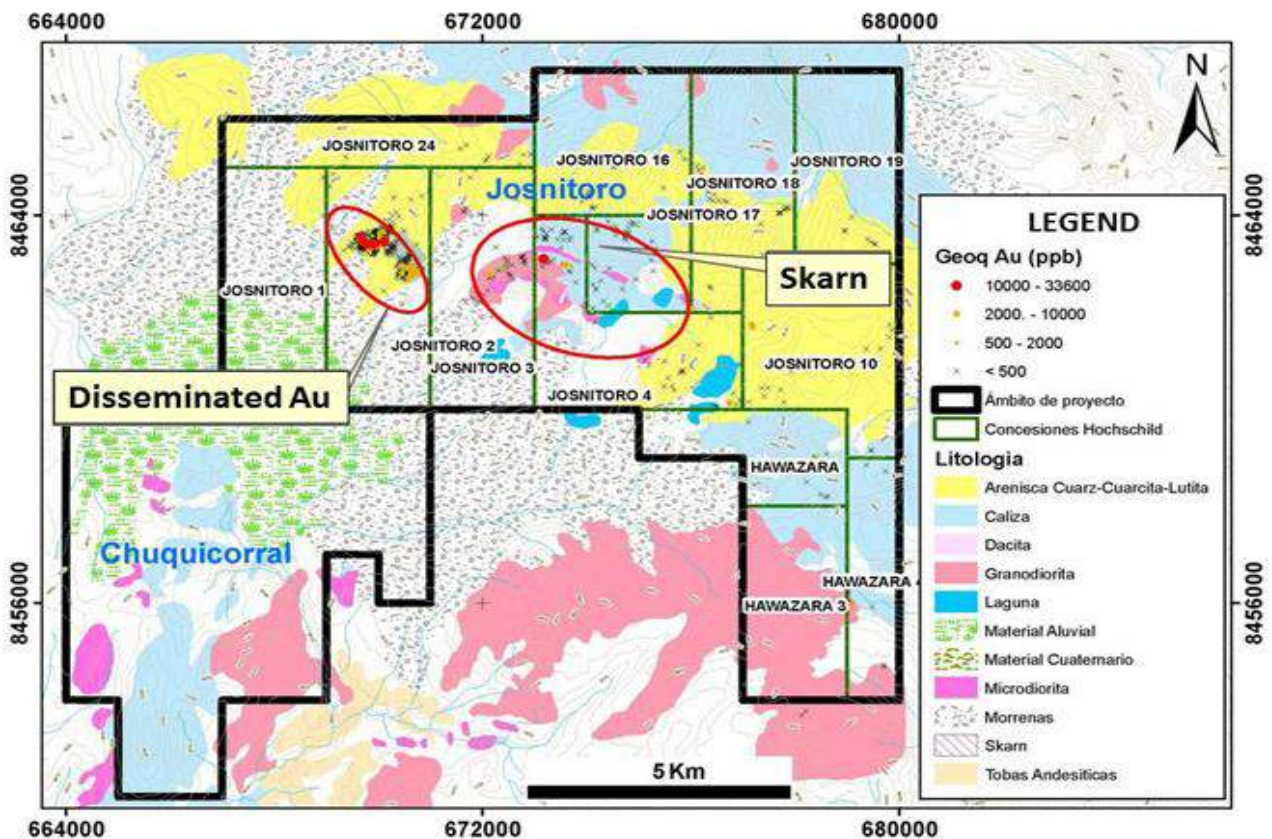 664000
672000
680000
N
JOSNITORO 24
JOSNITORO 16
JOSNITORO 19
JOSNITORO 18
Josnitoro
JOSNITORO 17
8464000
8464000
LEGEND
Geoq Au (ppb)
10000 - 33600
2000. - 10000
500 - 2000
< 500
Ámbito de proyecto
Concesiones Hochschild
Litologia
Arenisca Cuarz-Cuarcita-Lutita
Caliza
Dacita
Granodiorita
Laguna
Material Aluvial
Material Cuaternario
Microdiorita
Morrenas
Skarn
Tobas Andesiticas
Skarn
JOSNITORO 1
JOSNITORO 2
JOSNITORO 3
JOSNITORO 10
Disseminated Au
JOSNITORO 4
HAWAZARA
Chuquicorral
HAWAZARA 4
HAWAZARA 3
8456000
8456000
5 Km
664000
672000
680000